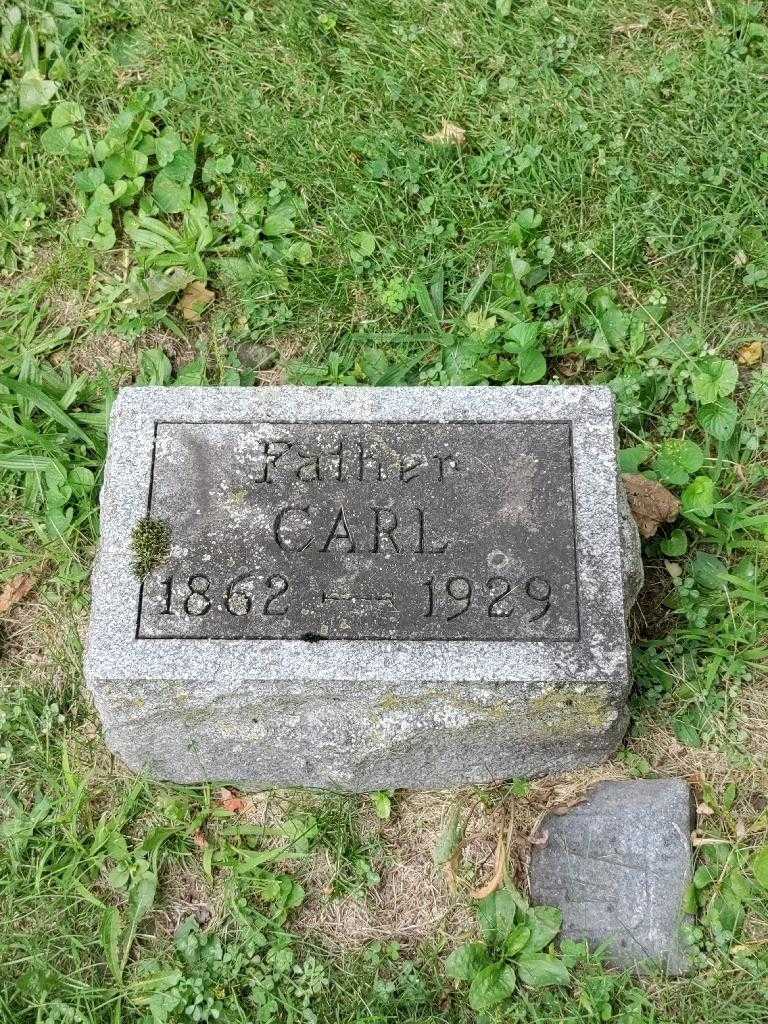 Father
CARL
1862 — 1929